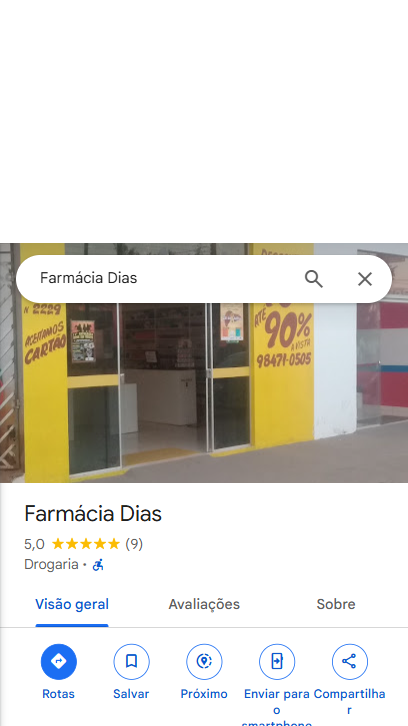 Farmácia Dias
ACEITAMOS
CARTÃO
ATÉ
90%
A VISTA
98471-0505
Farmácia Dias
5,0 (9)
Drogaria ·
Visão geral Avaliações Sobre
Rotas Salvar Próximo Enviar para o smartphone Compartilhar